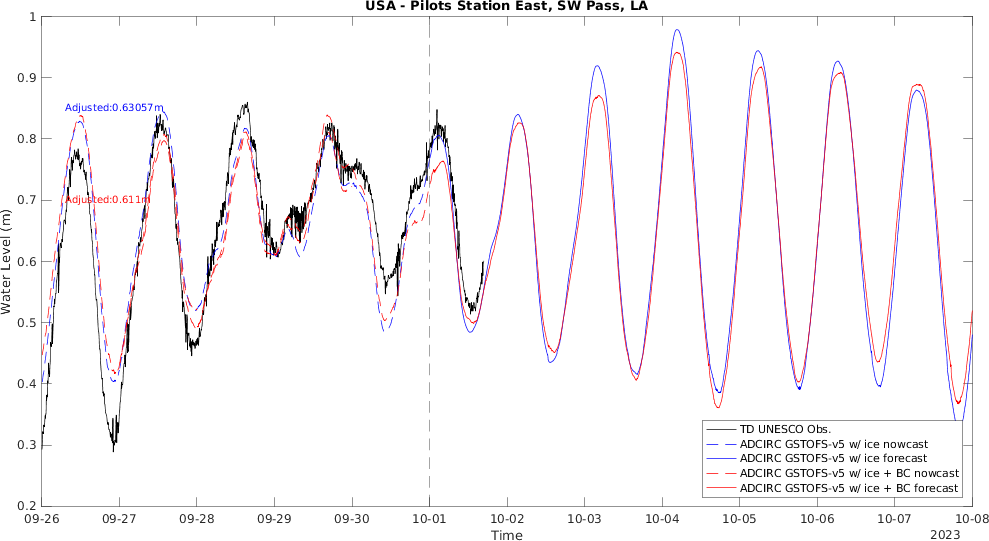 USA - Pilots Station East, SW Pass, LA
1
0.9
0.8
0.7
0.6
0.5
0.4
0.3
0.2
Water Level (m)
Adjusted:0.63057m
Adjusted:0.611m
TD UNESCO Obs.
ADCIRC GSTOFS-v5 w/ ice nowcast
ADCIRC GSTOFS-v5 w/ ice forecast
ADCIRC GSTOFS-v5 w/ ice + BC nowcast
ADCIRC GSTOFS-v5 w/ ice + BC forecast
09-26 09-27 09-28 09-29 09-30 10-01 10-02 10-03 10-04 10-05 10-06 10-07 10-08
Time
2023